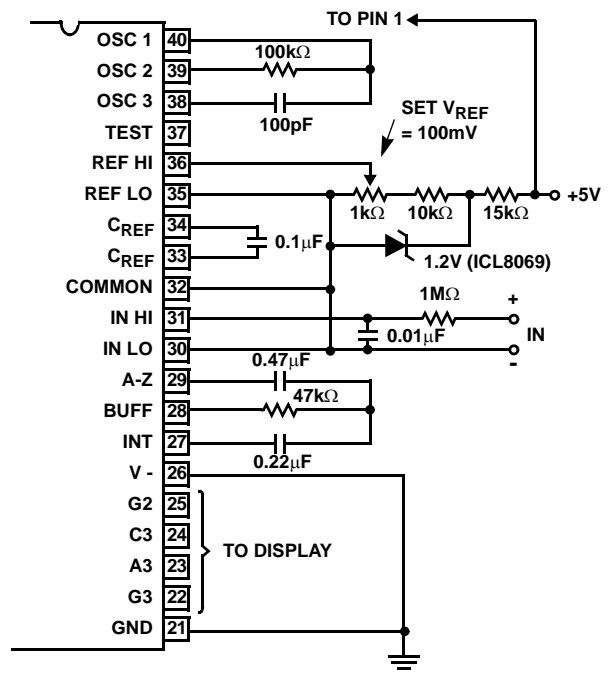 TO PIN 1
OSC 1 40
100kΩ
OSC 2 39
OSC 3 38
100pF
SET VREF
= 100mV
TEST 37
REF HI 36
REF LO 35
1kΩ 10kΩ 15kΩ
+5V
CREF 34
0.1μF
CREF 33
1.2V (ICL8069)
COMMON 32
1MΩ
+
IN HI 31
0.01μF
IN
IN LO 30
-
0.47μF
A-Z 29
47kΩ
BUFF 28
INT 27
0.22μF
V - 26
G2 25
C3 24
TO DISPLAY
A3 23
G3 22
GND 21